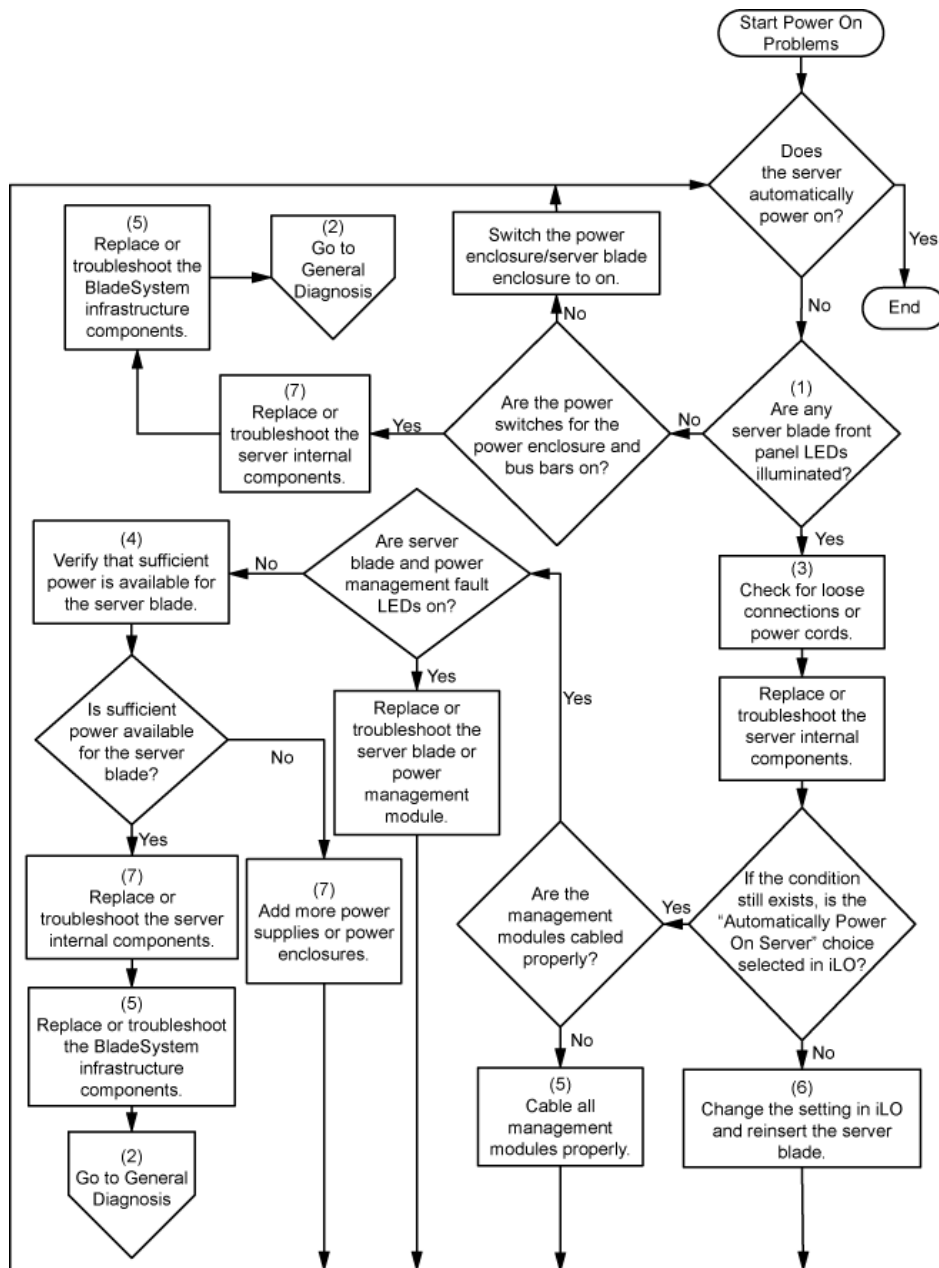 Start Power On
Problems
Does
the server
automatically
power on?
Yes
End
No
(1)
Are any
server blade front
panel LEDs
illuminated?
No
Are the power
switches for the
power enclosure and
bus bars on?
No
Switch the power
enclosure/server blade
enclosure to on.
Yes
(7)
Replace or
troubleshoot the
server internal
components.
(5)
Replace or
troubleshoot the
BladeSystem
infrastructure
components.
(2)
Go to
General
Diagnosis
Yes
(3)
Check for loose
connections or
power cords.
Replace or
troubleshoot the
server internal
components.
If the condition
still exists, is the
“Automatically Power
On Server” choice
selected in iLO?
No
(6)
Change the setting in iLO
and reinsert the server
blade.
Yes
Are the
management
modules cabled
properly?
No
(5)
Cable all
management
modules properly.
Yes
Are server
blade and power
management fault
LEDs on?
Yes
Replace or
troubleshoot the
server blade or
power
management
module.
No
(4)
Verify that sufficient
power is available for
the server blade.
Is sufficient
power available
for the server
blade?
No
(7)
Add more power
supplies or power
enclosures.
Yes
(7)
Replace or
troubleshoot the server
internal components.
(5)
Replace or troubleshoot
the BladeSystem
infrastructure
components.
(2)
Go to General
Diagnosis